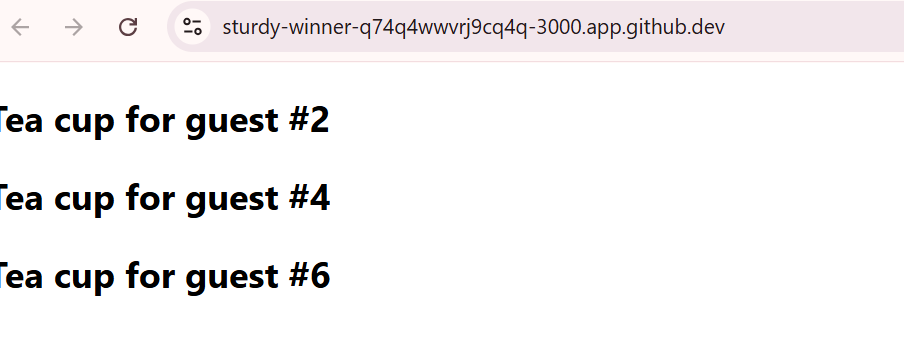 sturdy-winner-q74q4wwvrj9cq4q-3000.app.github.dev
Tea cup for guest #2
Tea cup for guest #4
Tea cup for guest #6